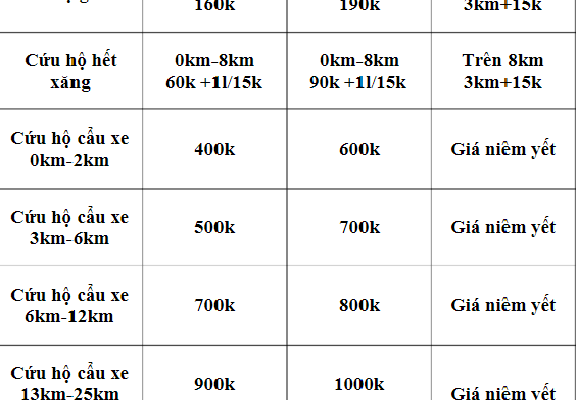 160k 190k 3km+15k
Cứu hộ hết 0km-8km 0km-8km Trên 8km
xăng 60k +1l/15k 90k +1l/15k 3km+15k
Cứu hộ cẩu xe
0km-2km 400k 600k Giá niêm yết
Cứu hộ cẩu xe
3km-6km 500k 700k Giá niêm yết
Cứu hộ cẩu xe
6km-12km 700k 800k Giá niêm yết
Cứu hộ cẩu xe 900k 1000k
13km-25km Giá niêm yết